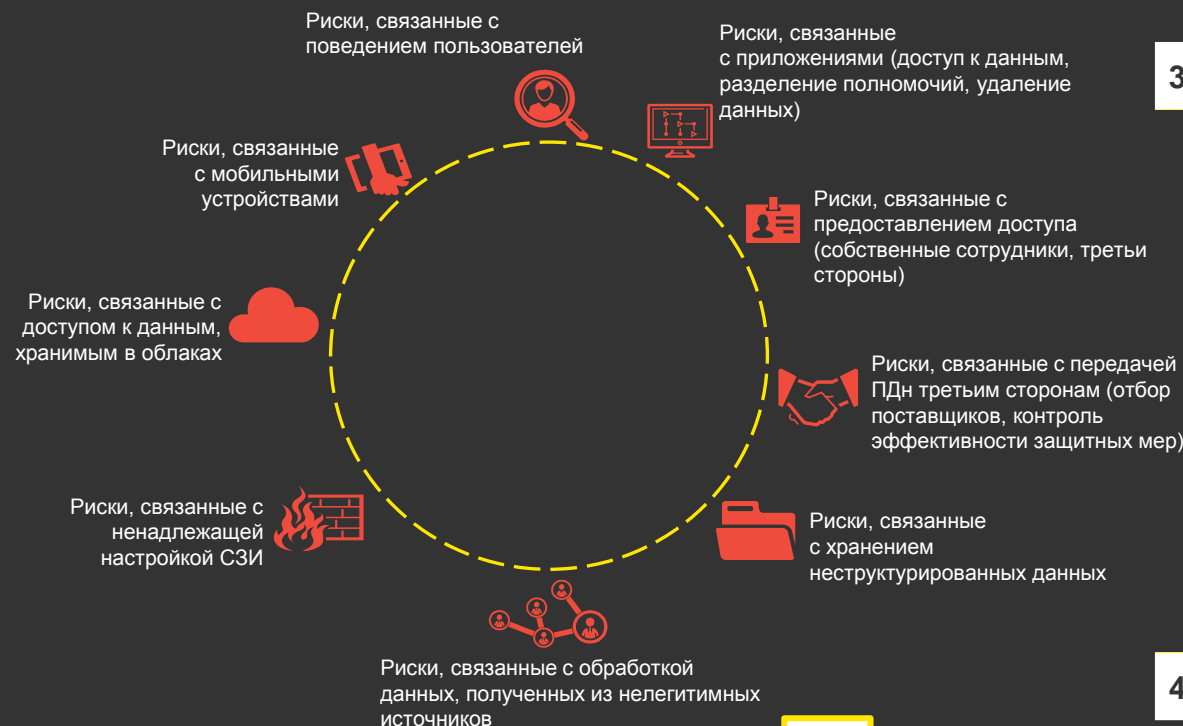 Риски, связанные с
поведением пользователей
Риски, связанные
с приложениями (доступ к данным,
разделение полномочий, удаление
данных)
3
Риски, связанные
с мобильными
устройствами
Риски, связанные с
предоставлением доступа
(собственные сотрудники, третьи
стороны)
Риски, связанные с
доступом к данным,
хранимым в облаках
Риски, связанные с передачей
ПДн третьим сторонам (отбор
поставщиков, контроль
эффективности защитных мер)
Риски, связанные с
ненадлежащей
настройкой СЗИ
Риски, связанные
с хранением
неструктурированных данных
Риски, связанные с обработкой
данных, полученных из нелегитимных
источников
4